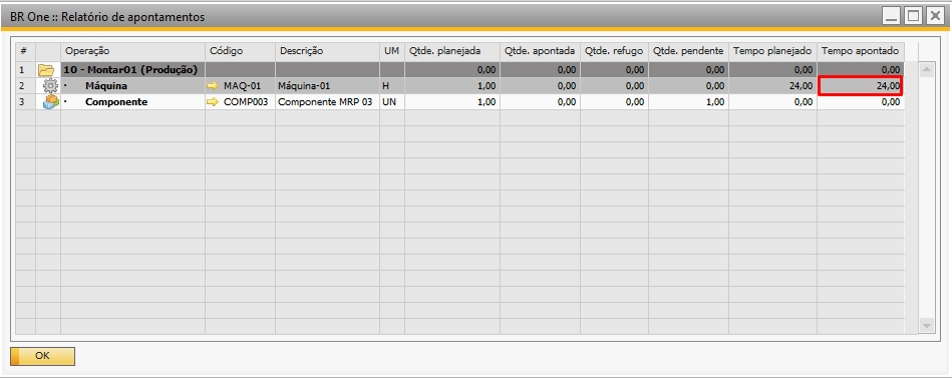 BR One :: Relatório de apontamentos
# Operação Código Descrição UM Qtde. planejada Qtde. apontada Qtde. refugo Qtde. pendente Tempo planejado Tempo apontado
1 10 - Montar01 (Produção) 0,00 0,00 0,00 0,00 0,00 0,00
2 · Máquina MAQ-01 Máquina-01 H 1,00 0,00 0,00 0,00 24,00 24,00
3 · Componente COMP003 Componente MRP 03 UN 1,00 0,00 0,00 1,00 0,00 0,00
OK